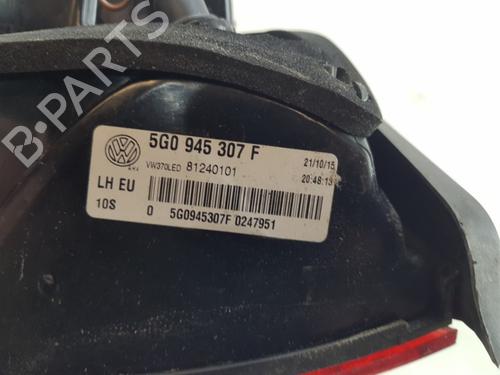 B-PARTS
5G0 945 307 F
21/10/15
VW370LED 81240101
20:48:13
LH EU
10S
0 5G0945307F 0247951